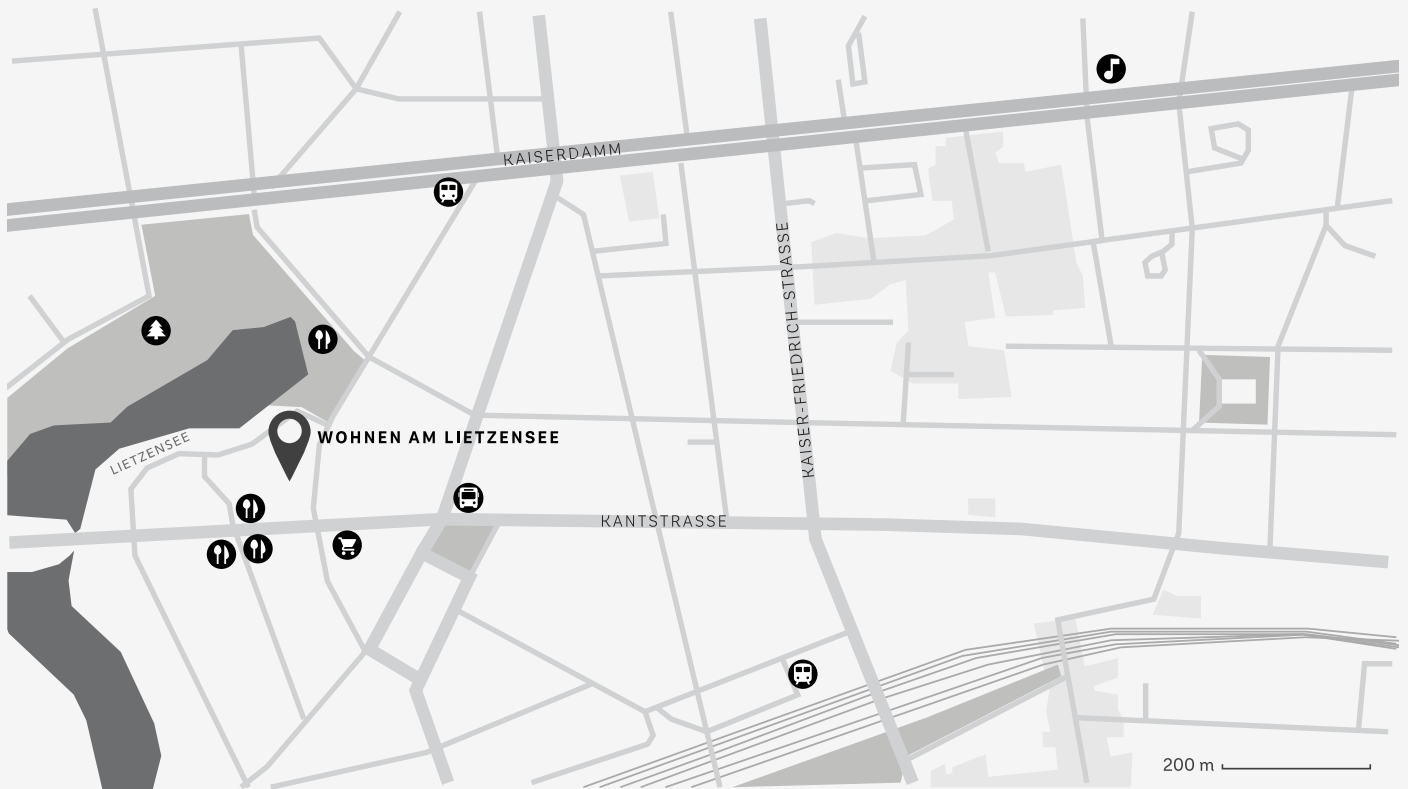 KAISERDAMM
KAISER-FRIEDRICH-STRASSE
WOHNEN AM LIETZENSEE
LIETZENSEE
KANTSTRASSE
200 m